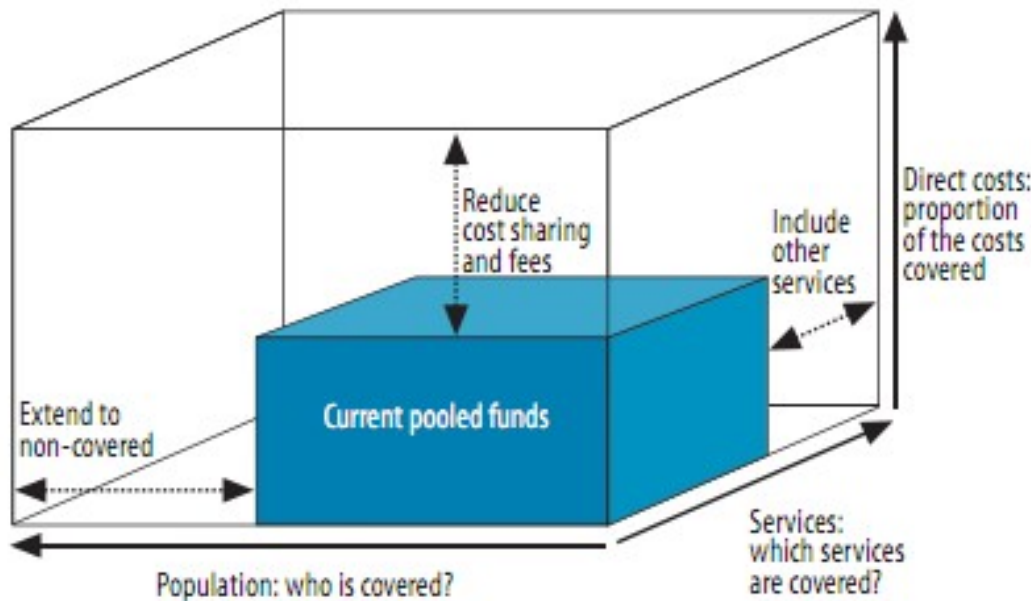 Reduce
cost sharing
and fees
Include
other
services
Direct costs:
proportion
of the costs
covered
Extend to
non-covered
Current pooled funds
Services:
which services
are covered?
Population: who is covered?